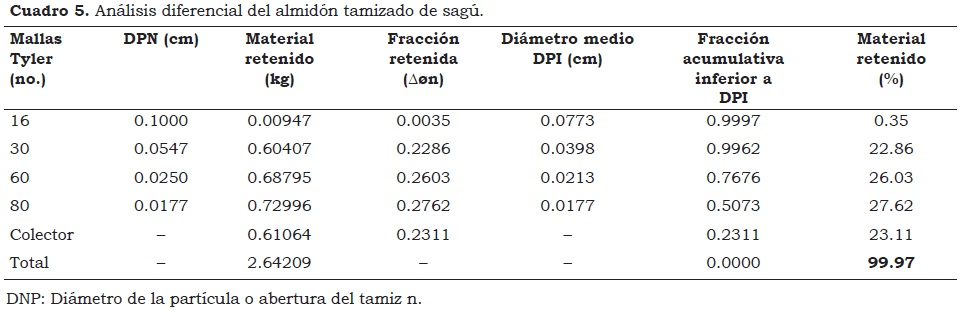 Cuadro 5. Análisis diferencial del almidón tamizado de sagú.
Mallas Tyler (no.) DPN (cm) Material retenido (kg) Fracción retenida (∆øn) Diámetro medio DPI (cm) Fracción acumulativa inferior a DPI Material retenido (%)
16 0.1000 0.00947 0.0035 0.0773 0.9997 0.35
30 0.0547 0.60407 0.2286 0.0398 0.9962 22.86
60 0.0250 0.68795 0.2603 0.0213 0.7676 26.03
80 0.0177 0.72996 0.2762 0.0177 0.5073 27.62
Colector – 0.61064 0.2311 – 0.2311 23.11
Total – 2.64209 – – 0.0000 99.97
DNP: Diámetro de la partícula o abertura del tamiz n.